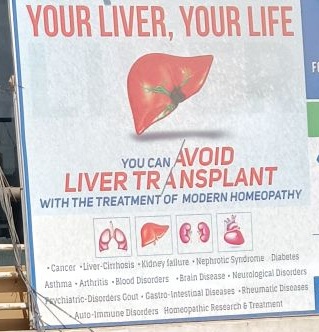 YOUR LIVER, YOUR LIFE
YOU CAN AVOID
LIVER TRANSPLANT
WITH THE TREATMENT OF MODERN HOMEOPATHY
• Cancer • Liver-Cirrhosis • Kidney failure • Nephrotic Syndrome Diabetes
Asthma • Arthritis • Blood Disorders • Brain Disease • Neurological Disorders
Psychiatric-Disorders Gout • Gastro-Intestinal Diseases • Rheumatic Diseases
Auto-Immune Disorders Homeopathic Research & Treatment